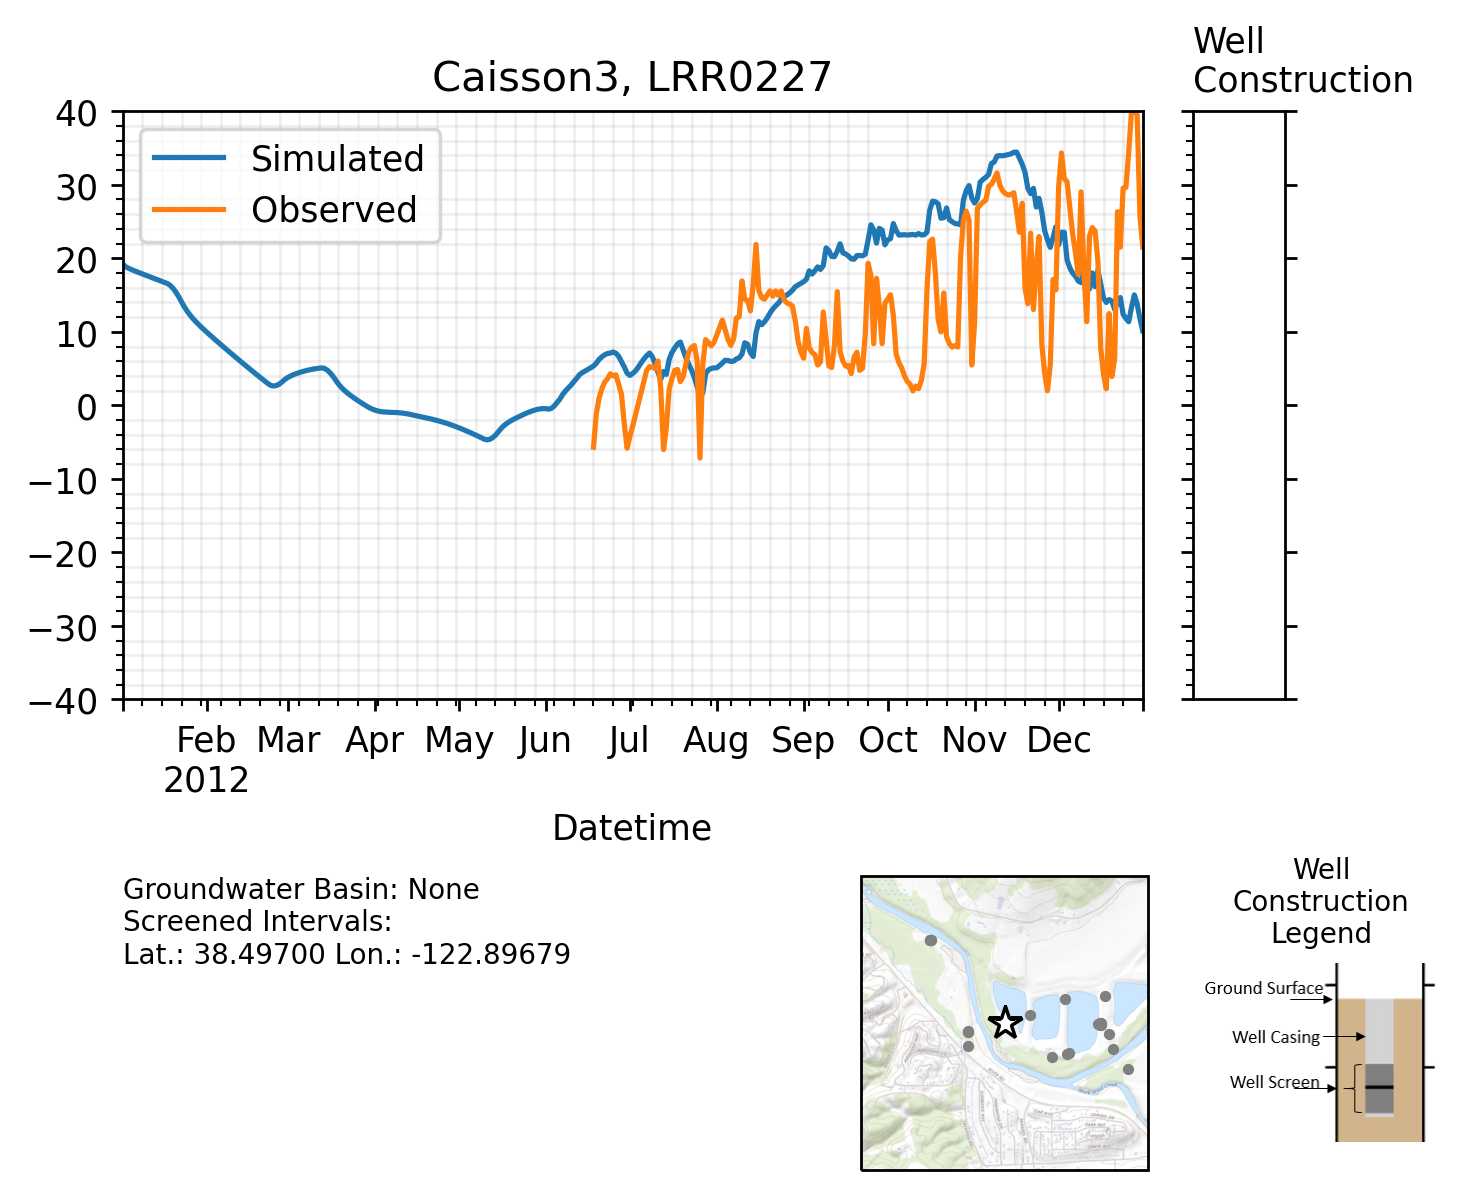 Caisson3, LRR0227
Well
Construction
40
30
20
10
0
−10
−20
−30
−40
Simulated
Observed
Feb Mar Apr May Jun Jul Aug Sep Oct Nov Dec
2012
Datetime
Groundwater Basin: None
Screened Intervals:
Lat.: 38.49700 Lon.: -122.89679
Well
Construction
Legend
Ground Surface
Well Casing
Well Screen